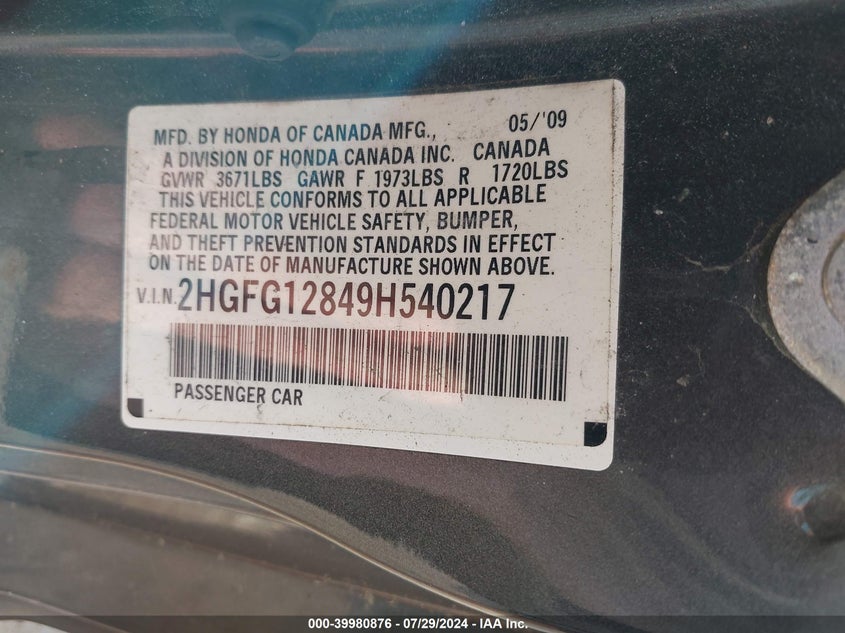 MFD. BY HONDA OF CANADA MFG., 05/'09
A DIVISION OF HONDA CANADA INC. CANADA
GVWR 3671LBS GAWR F 1973LBS R 1720LBS
THIS VEHICLE CONFORMS TO ALL APPLICABLE
FEDERAL MOTOR VEHICLE SAFETY, BUMPER,
AND THEFT PREVENTION STANDARDS IN EFFECT
ON THE DATE OF MANUFACTURE SHOWN ABOVE.
V.I.N. 2HGFG12849H540217
PASSENGER CAR
000-39980876 - 07/29/2024 - IAA Inc.